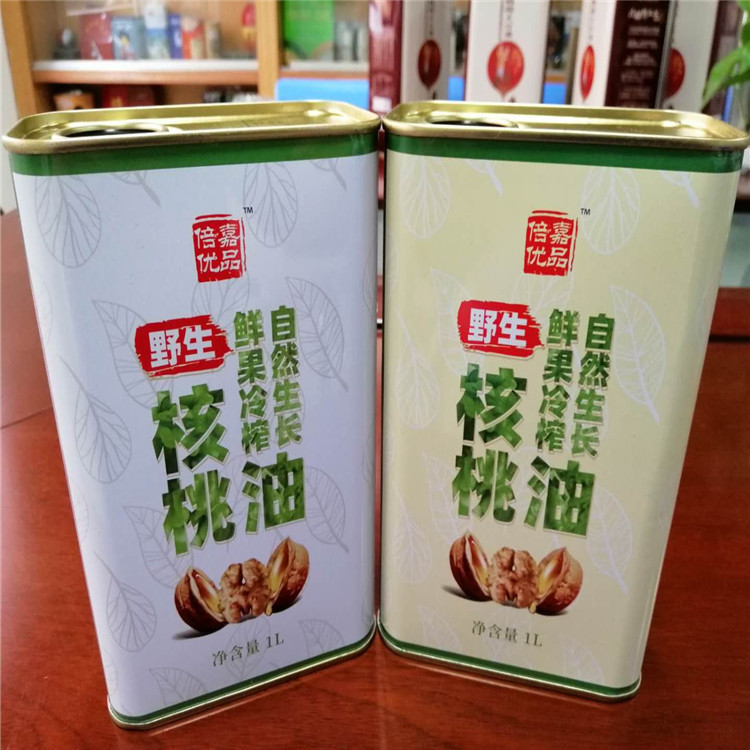 嘉品
倍优
TM
野生
自然生长
鲜果冷榨
核桃油
净含量 1L
嘉品
倍优
TM
野生
自然生长
鲜果冷榨
核桃油
净含量 1L